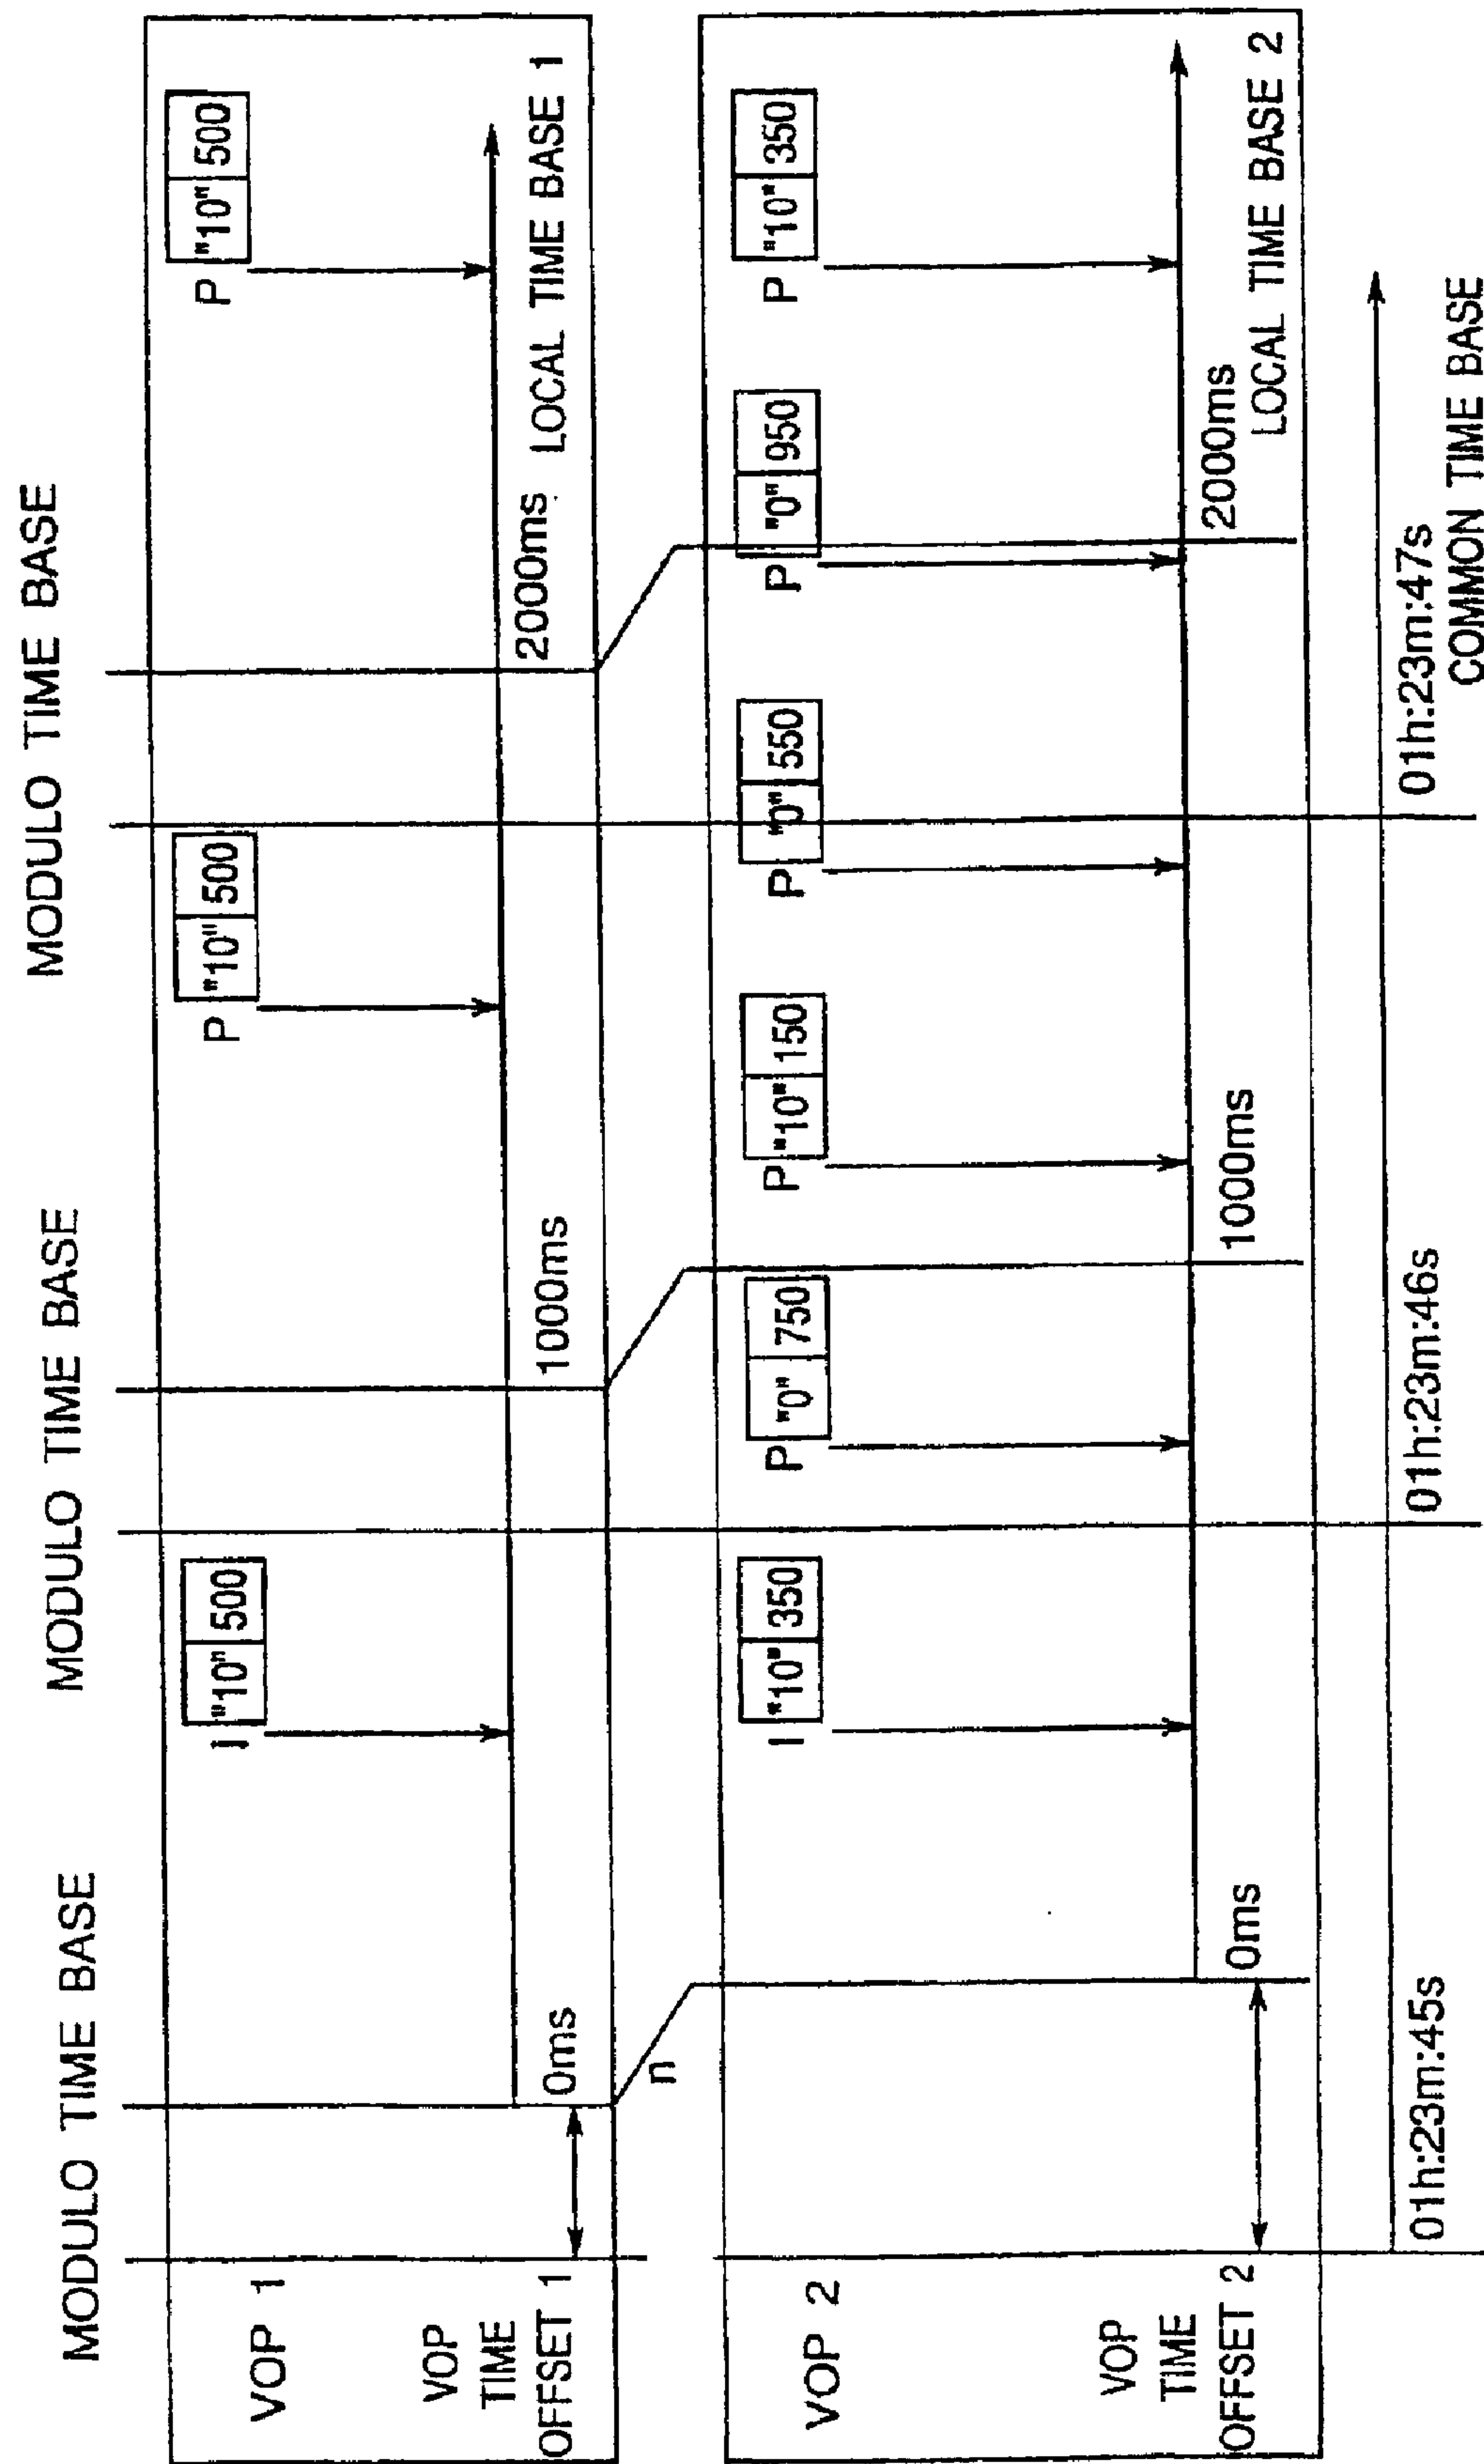 MODULO TIME BASE
MODULO TIME BASE
MODULO TIME BASE
VOP 1
VOP
TIME
OFFSET 1
I "10" 500
P "10" 500
P "10" 500
0ms
1000ms
2000ms
LOCAL TIME BASE 1
n
VOP 2
VOP
TIME
OFFSET 2
I "10" 350
P "0" 750
P "10" 150
P "0" 550
P "0" 950
P "10" 350
0ms
1000ms
2000ms
LOCAL TIME BASE 2
01h:23m:45s
01h:23m:46s
01h:23m:47s
COMMON TIME BASE